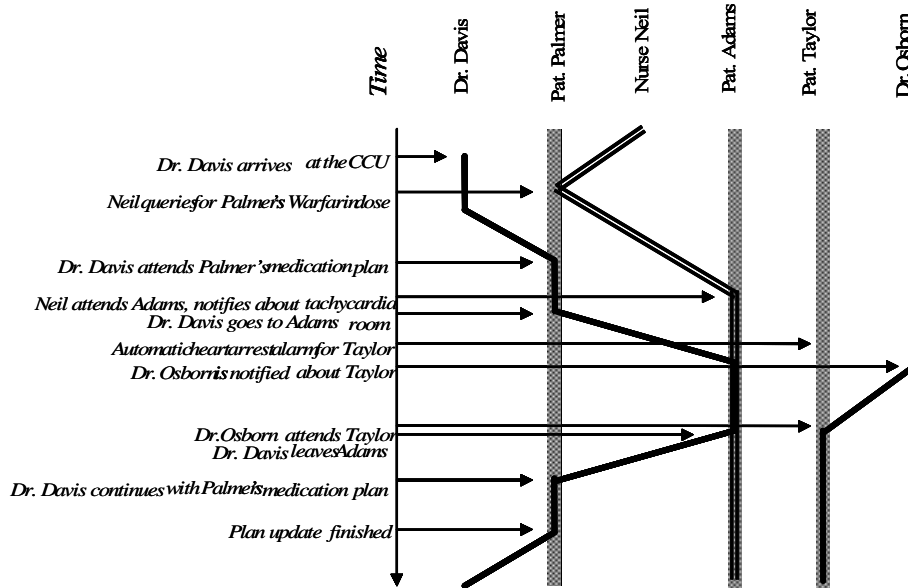 Time
Dr. Davis
Pat. Palmer
Nurse Neil
Pat. Adams
Pat. Taylor
Dr. Osborn
Dr. Davis arrives at the CCU
Neil queries for Palmer's Warfarin dose
Dr. Davis attends Palmer's medication plan
Neil attends Adams, notifies about tachycardia
Dr. Davis goes to Adams room
Automatic heart arrest alarm for Taylor
Dr. Osborn is notified about Taylor
Dr. Osborn attends Taylor
Dr. Davis leaves Adams
Dr. Davis continues with Palmer's medication plan
Plan update finished